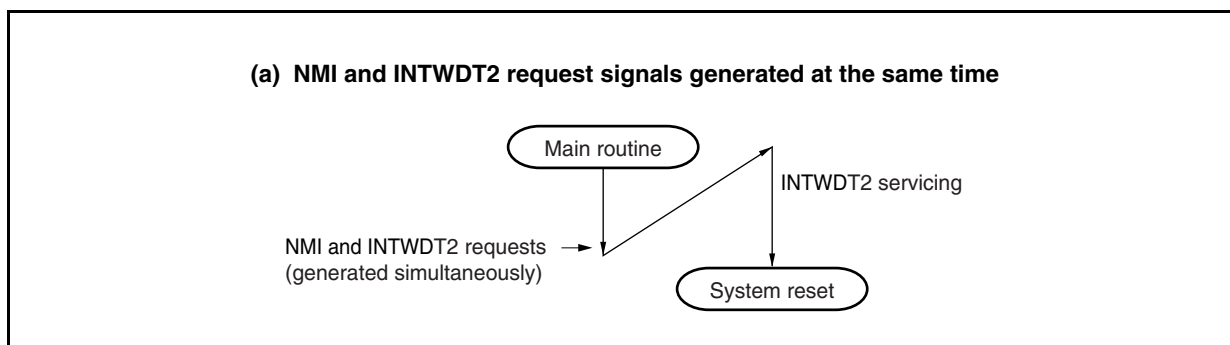 (a) NMI and INTWDT2 request signals generated at the same time
Main routine
INTWDT2 servicing
NMI and INTWDT2 requests
(generated simultaneously)
System reset